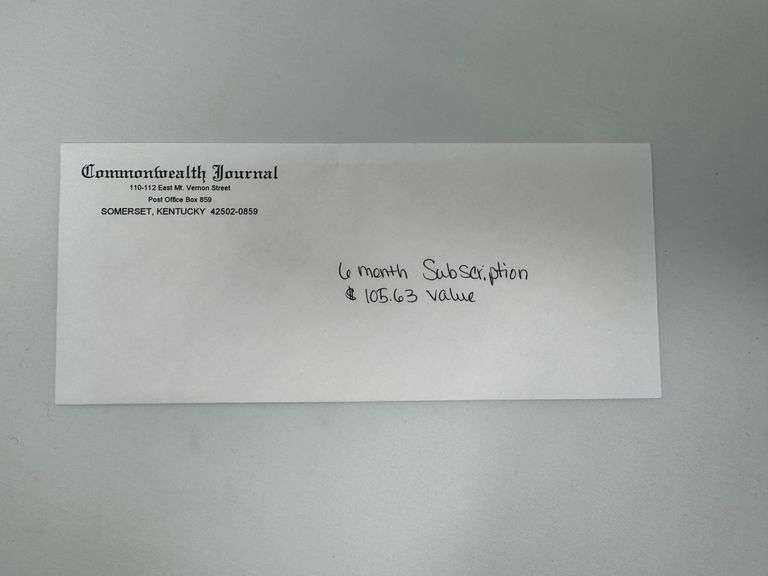 Commonwealth Journal
110-112 East Mt. Vernon Street
Post Office Box 859
SOMERSET, KENTUCKY 42502-0859
6 month Subscription
$ 105.63 value